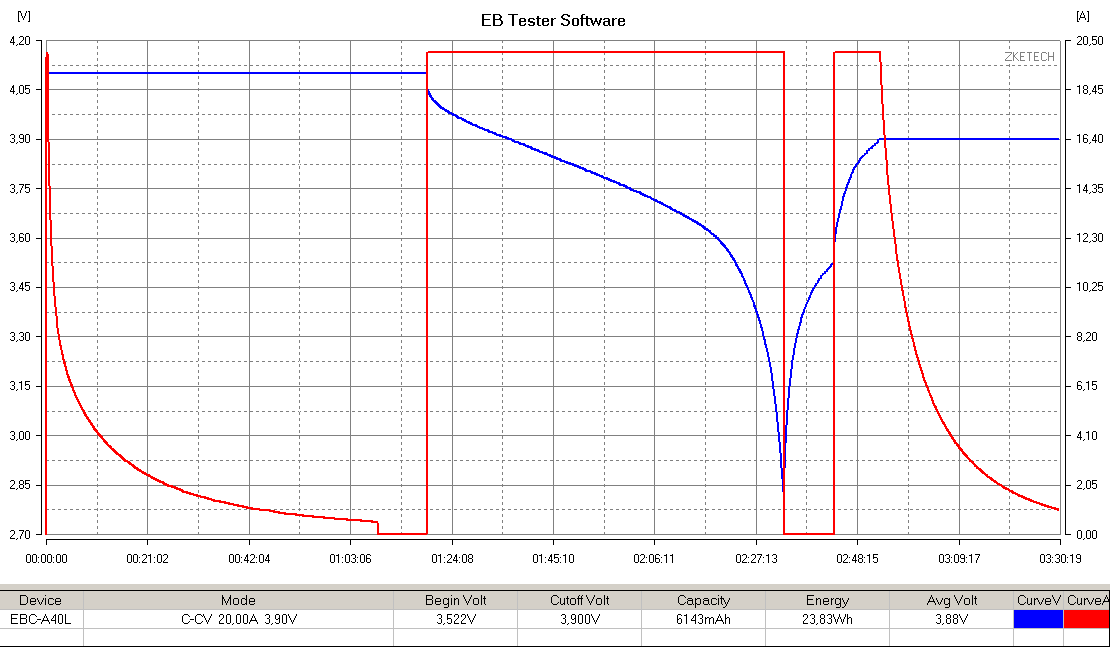 [V] EB Tester Software [A]
4,20 20,50
ZKETECH
4,05 18,45
3,90 16,40
3,75 14,35
3,60 12,30
3,45 10,25
3,30 8,20
3,15 6,15
3,00 4,10
2,85 2,05
2,70 0,00
00:00:00 00:21:02 00:42:04 01:03:06 01:24:08 01:45:10 02:06:11 02:27:13 02:48:15 03:09:17 03:30:19
Device Mode Begin Volt Cutoff Volt Capacity Energy Avg Volt CurveV CurveA
EBC-A40L C-CV 20,00A 3,90V 3,522V 3,900V 6143mAh 23,83Wh 3,88V